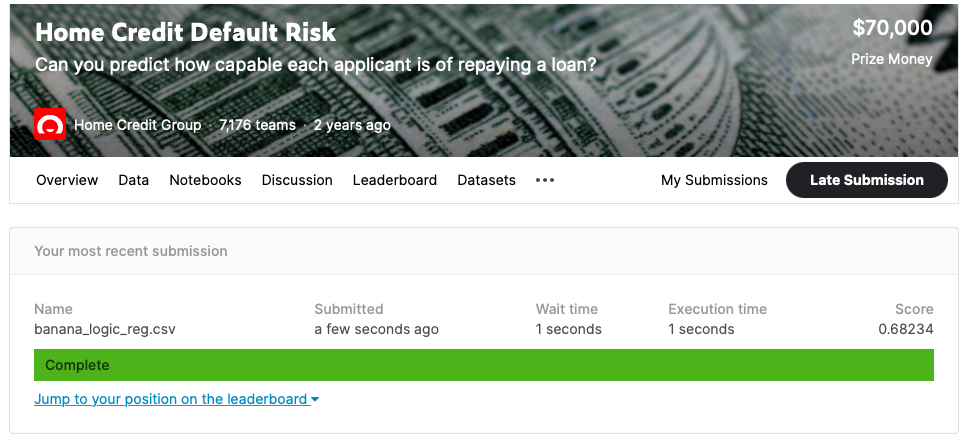 Home Credit Default Risk
$70,000
Can you predict how capable each applicant is of repaying a loan?
Prize Money
Home Credit Group · 7,176 teams · 2 years ago
Overview Data Notebooks Discussion Leaderboard Datasets ••• My Submissions Late Submission
Your most recent submission
Name Submitted Wait time Execution time Score
banana_logic_reg.csv a few seconds ago 1 seconds 1 seconds 0.68234
Complete
Jump to your position on the leaderboard